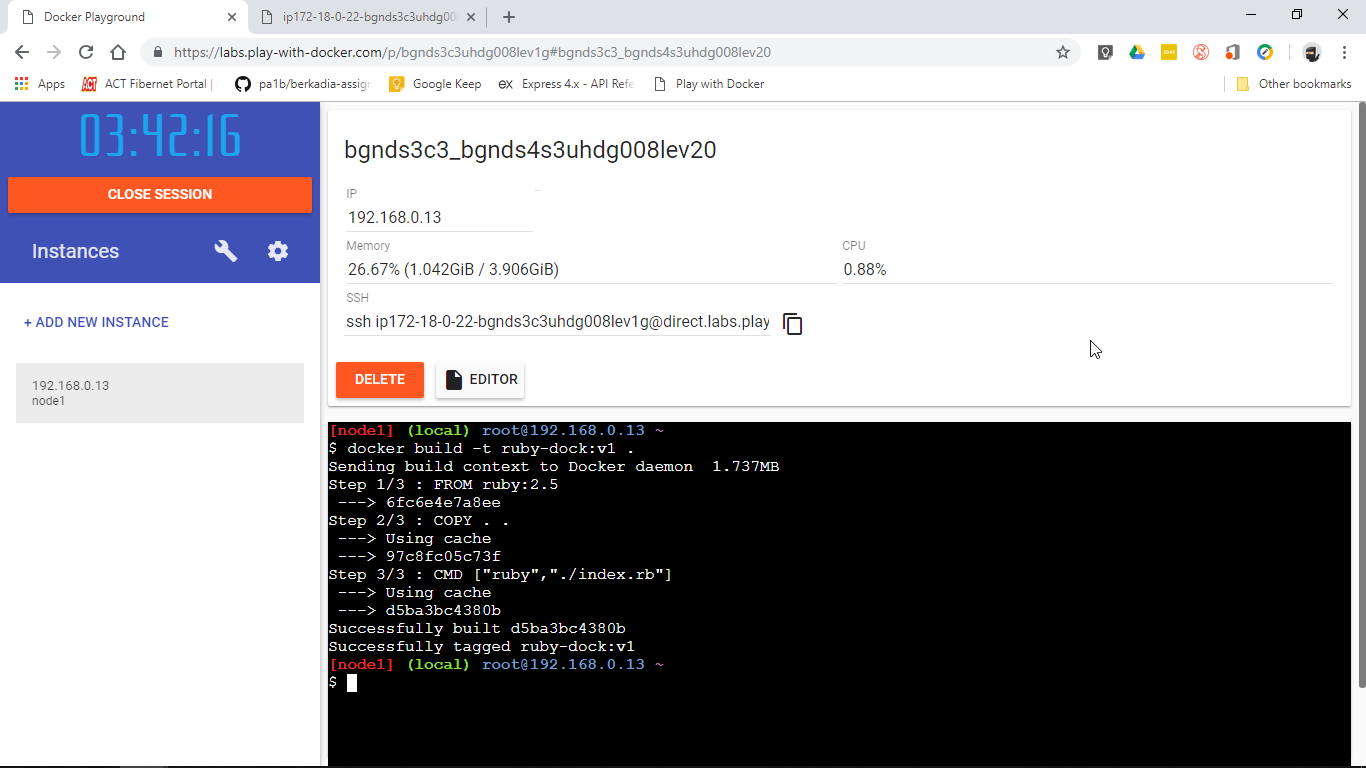 Docker Playground
ip172-18-0-22-bgnds3c3uhdg00
https://labs.play-with-docker.com/p/bgnds3c3uhdg008lev1g#bgnds3c3_bgnds4s3uhdg008lev20
Apps
ACT Fibernet Portal |
pa1b/berkadia-assign
Google Keep
ex Express 4.x - API Refe
Play with Docker
Other bookmarks
03:42:16
CLOSE SESSION
Instances
+ ADD NEW INSTANCE
192.168.0.13
node1
bgnds3c3_bgnds4s3uhdg008lev20
IP
192.168.0.13
Memory
26.67% (1.042GiB / 3.906GiB)
CPU
0.88%
SSH
ssh ip172-18-0-22-bgnds3c3uhdg008lev1g@direct.labs.play
DELETE
EDITOR
[node1] (local) root@192.168.0.13 ~
$ docker build -t ruby-dock:v1 .
Sending build context to Docker daemon  1.737MB
Step 1/3 : FROM ruby:2.5
 ---> 6fc6e4e7a8ee
Step 2/3 : COPY . .
 ---> Using cache
 ---> 97c8fc05c73f
Step 3/3 : CMD ["ruby","./index.rb"]
 ---> Using cache
 ---> d5ba3bc4380b
Successfully built d5ba3bc4380b
Successfully tagged ruby-dock:v1
[node1] (local) root@192.168.0.13 ~
$